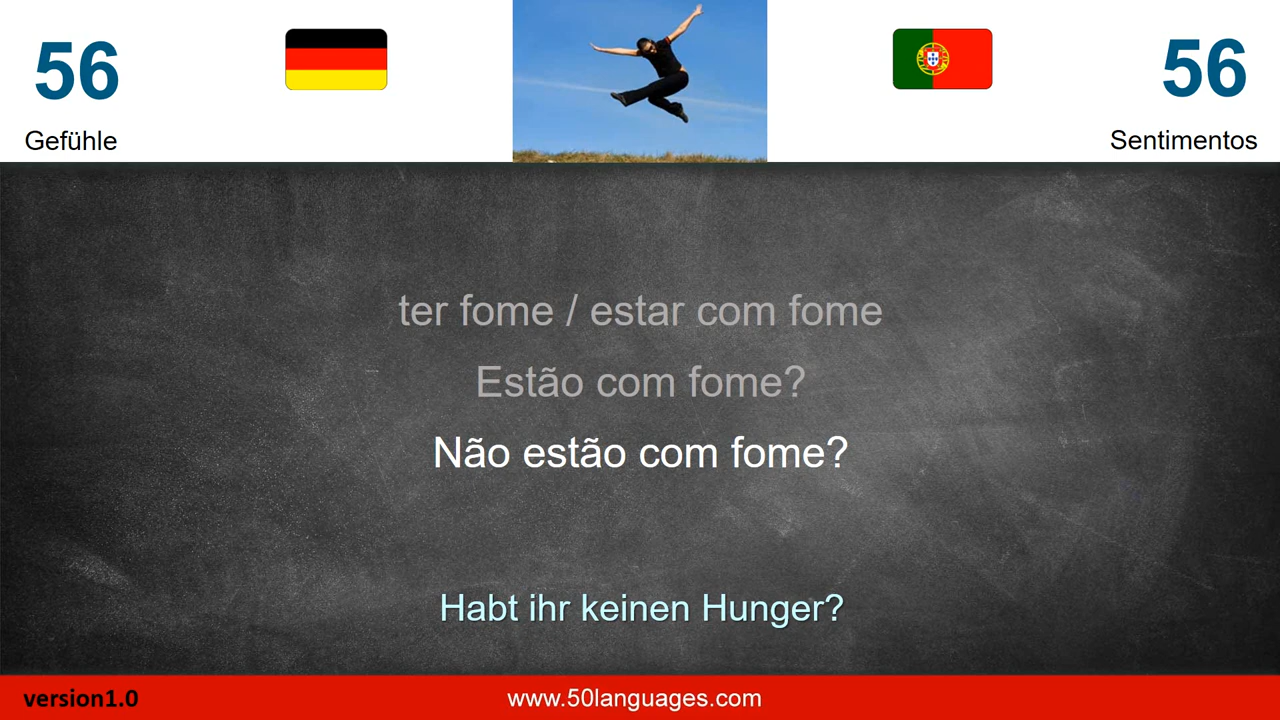 56
56
Gefühle
Sentimentos
ter fome / estar com fome
Estão com fome?
Não estão com fome?
Habt ihr keinen Hunger?
version1.0
www.50languages.com